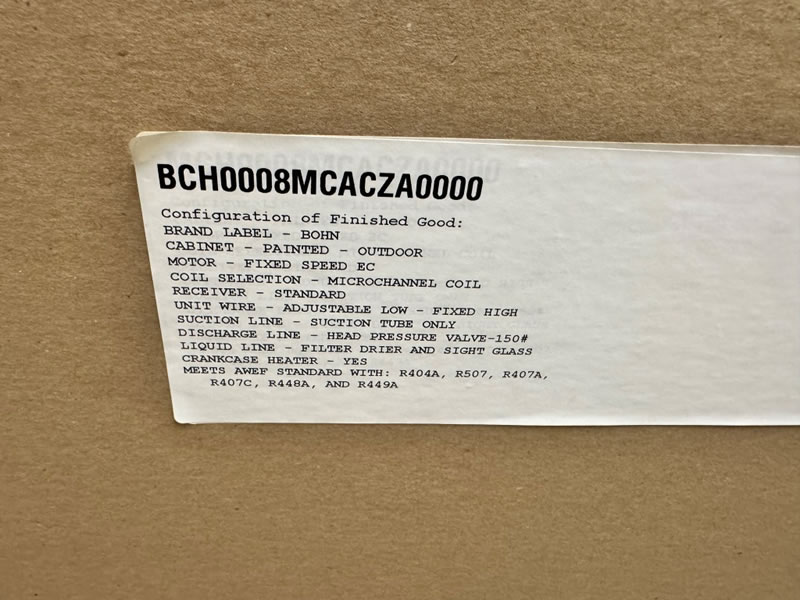 BCH0008MCACZA0000
Configuration of Finished Good:
BRAND LABEL - BOHN
CABINET - PAINTED - OUTDOOR
MOTOR - FIXED SPEED EC
COIL SELECTION - MICROCHANNEL COIL
RECEIVER - STANDARD
UNIT WIRE - ADJUSTABLE LOW - FIXED HIGH
SUCTION LINE - SUCTION TUBE ONLY
DISCHARGE LINE - HEAD PRESSURE VALVE-150#
LIQUID LINE - FILTER DRIER AND SIGHT GLASS
CRANKCASE HEATER - YES
MEETS AWEF STANDARD WITH: R404A, R507, R407A,
R407C, R448A, AND R449A